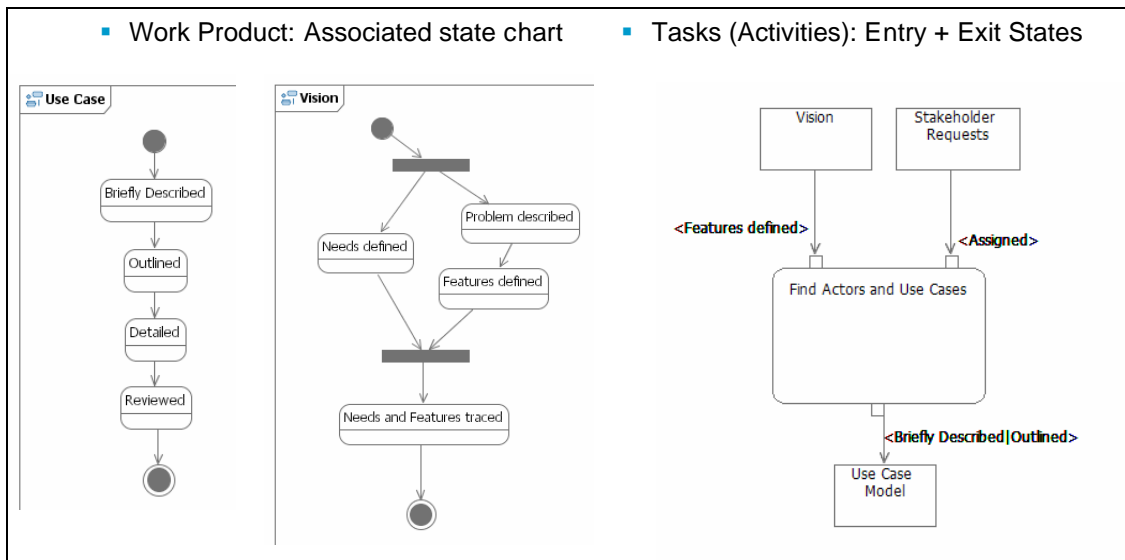 ▪ Work Product: Associated state chart
▪ Tasks (Activities): Entry + Exit States
Use Case
Briefly Described
Outlined
Detailed
Reviewed
Vision
Problem described
Needs defined
Features defined
Needs and Features traced
Vision
Stakeholder
Requests
<Features defined>
<Assigned>
Find Actors and Use Cases
<Briefly Described|Outlined>
Use Case
Model